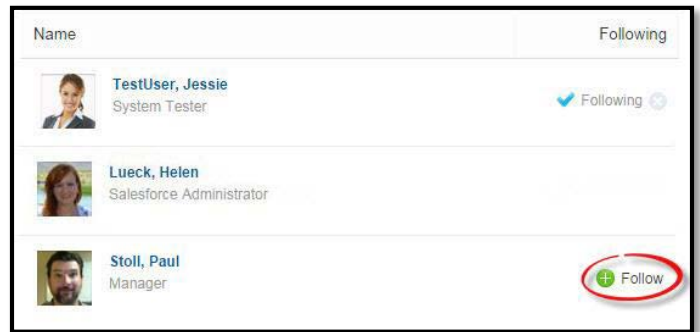 Name Following
TestUser, Jessie
System Tester
Following
Lueck, Helen
Salesforce Administrator
Stoll, Paul
Manager
Follow